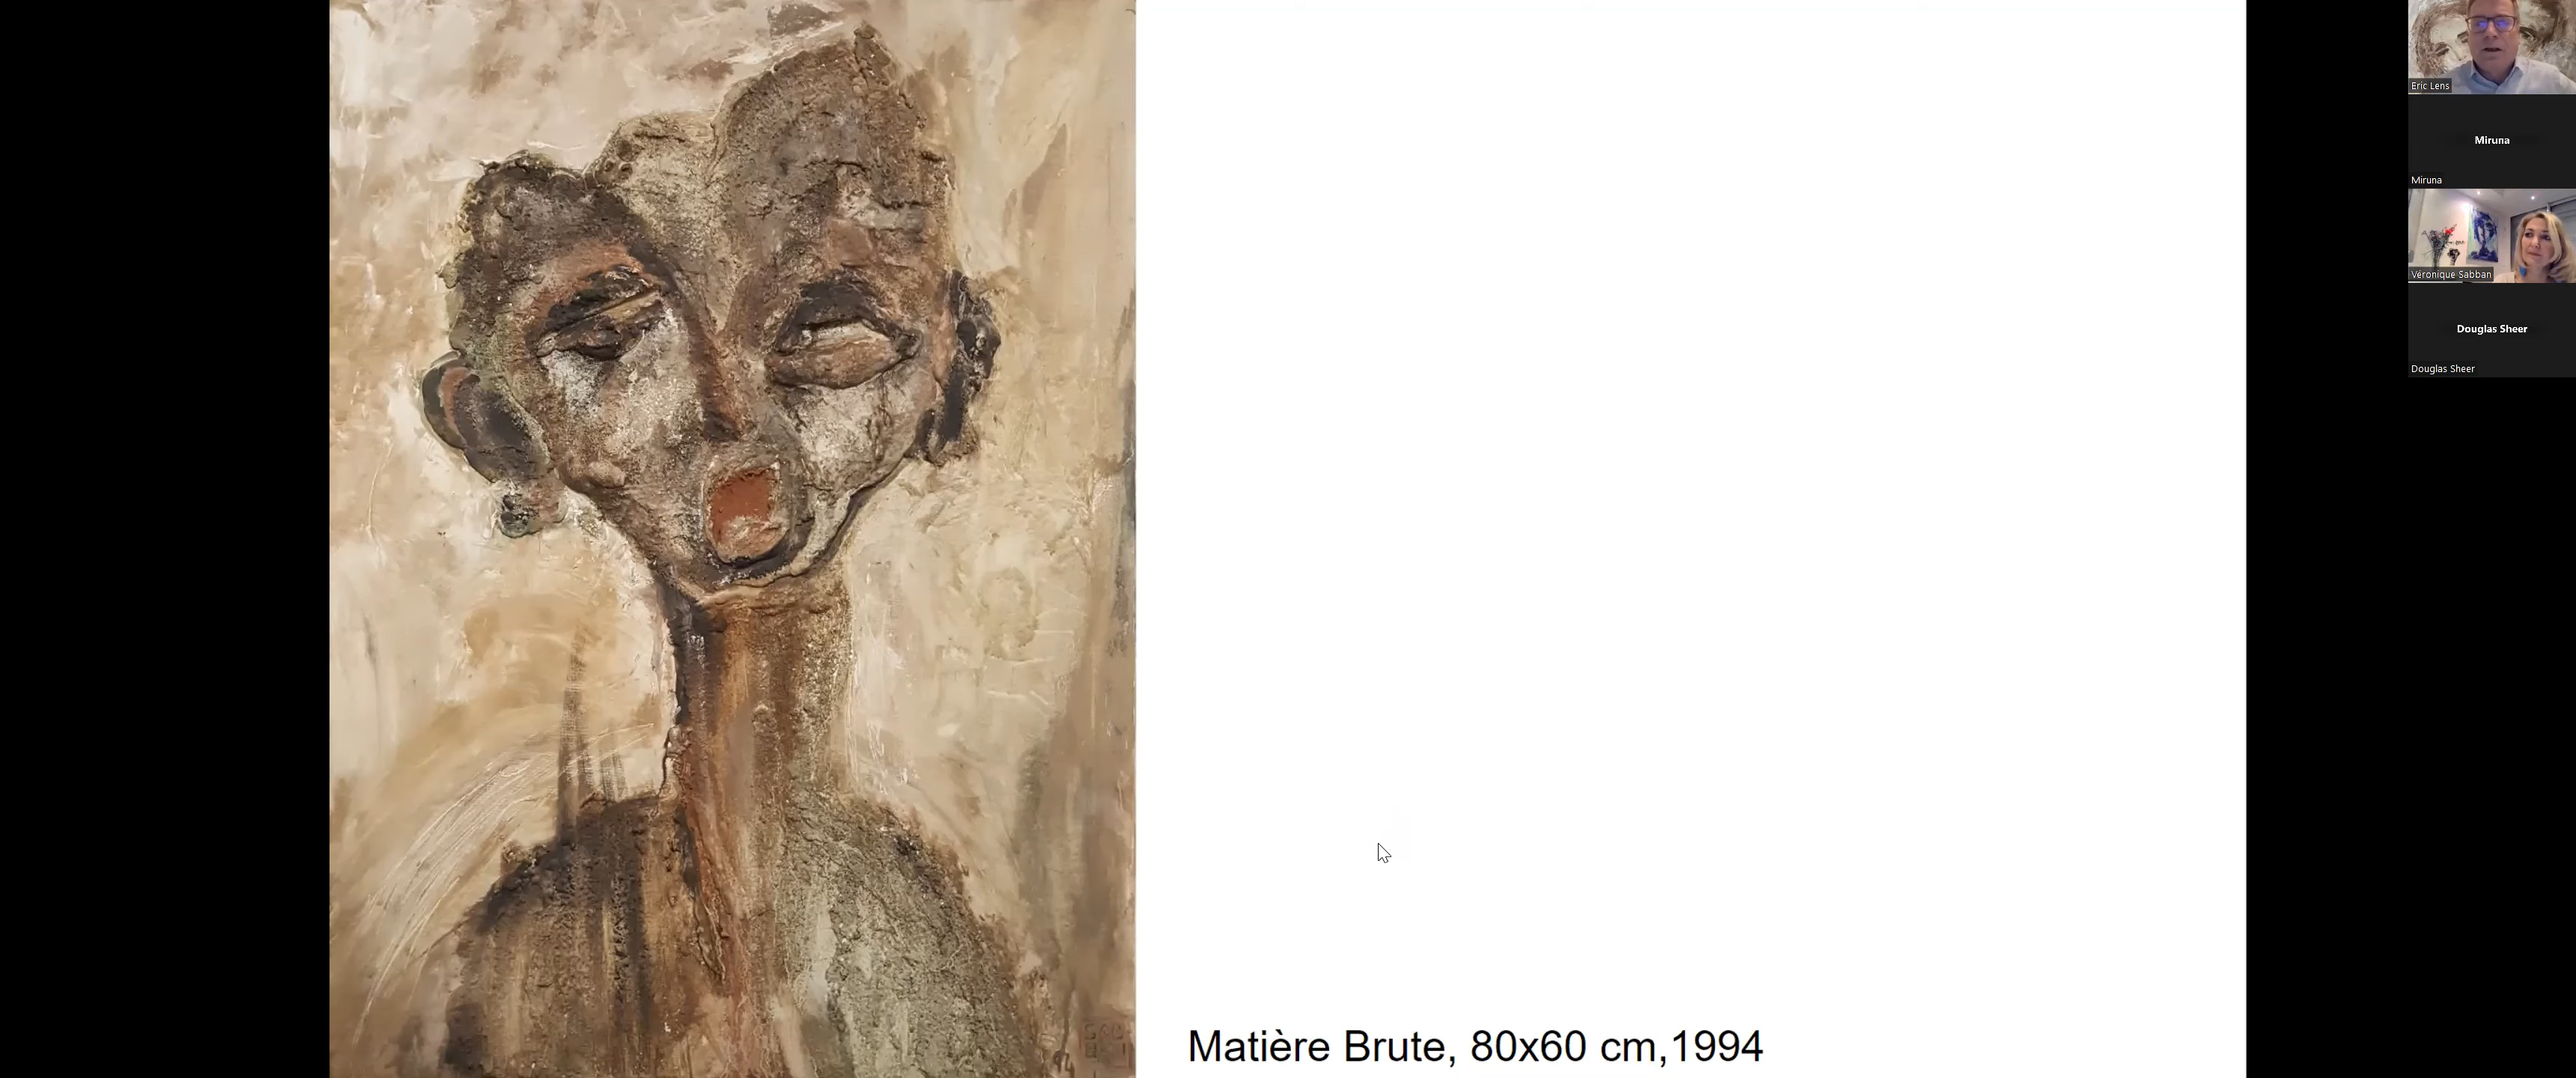 Matière Brute, 80x60 cm,1994
Eric Lens
Miruna
Miruna
Véronique Sabban
Douglas Sheer
Douglas Sheer